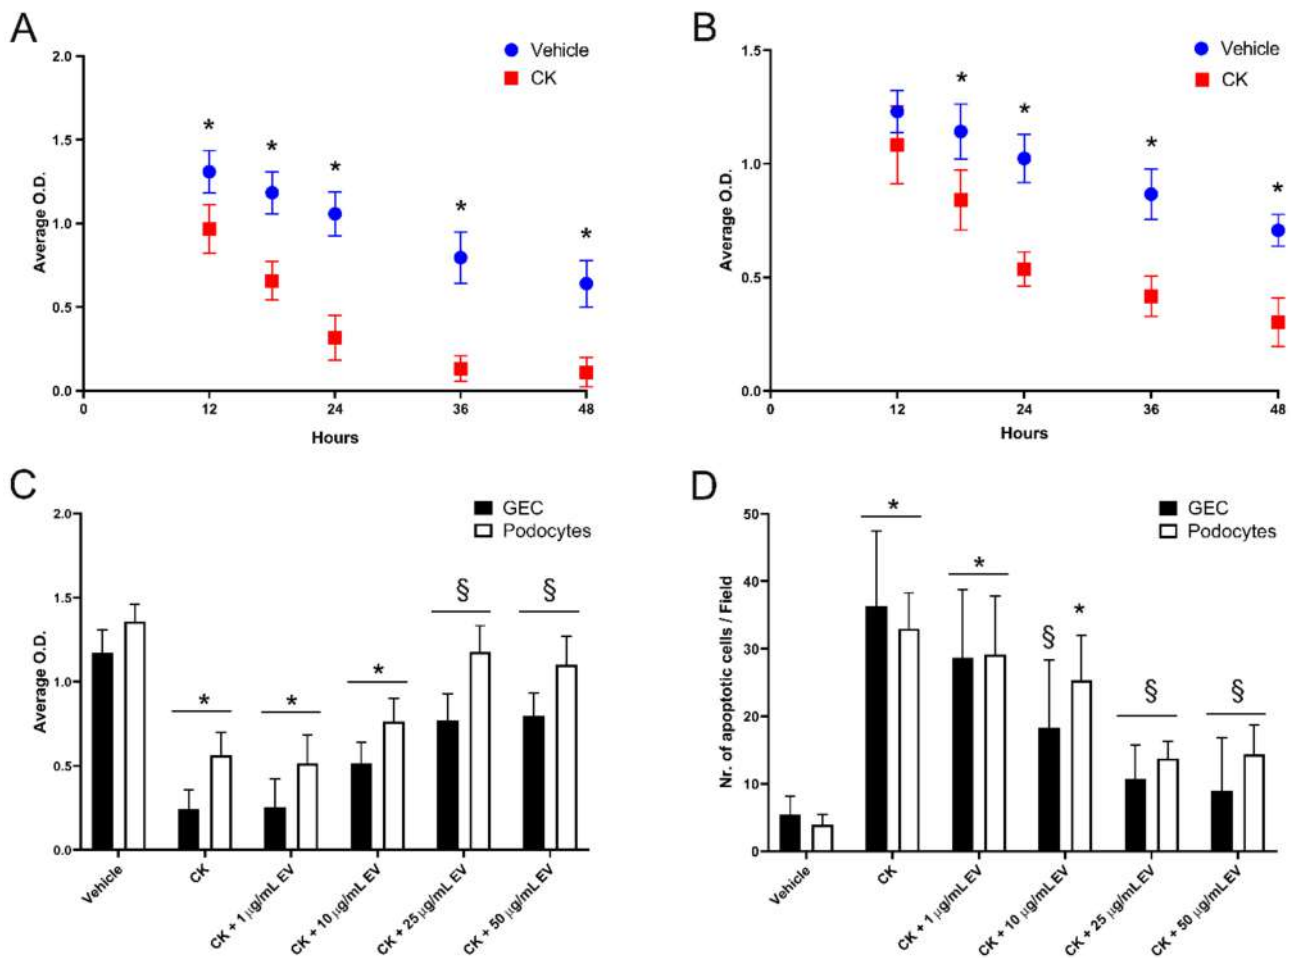 A
Vehicle
CK
2.0
1.5
1.0
0.5
0.0
Average O.D.
*
*
*
*
*
0
12
24
36
48
Hours
B
Vehicle
CK
1.5
1.0
0.5
0.0
Average O.D.
*
*
*
*
0
12
24
36
48
Hours
C
GEC
Podocytes
2.0
1.5
1.0
0.5
0.0
Average O.D.
*
*
*
§
§
Vehicle
CK
CK + 1 μg/mL EV
CK + 10 μg/mL EV
CK + 25 μg/mL EV
CK + 50 μg/mL EV
D
GEC
Podocytes
50
40
30
20
10
0
Nr. of apoptotic cells / Field
*
*
§
*
§
§
Vehicle
CK
CK + 1 μg/mL EV
CK + 10 μg/mL EV
CK + 25 μg/mL EV
CK + 50 μg/mL EV